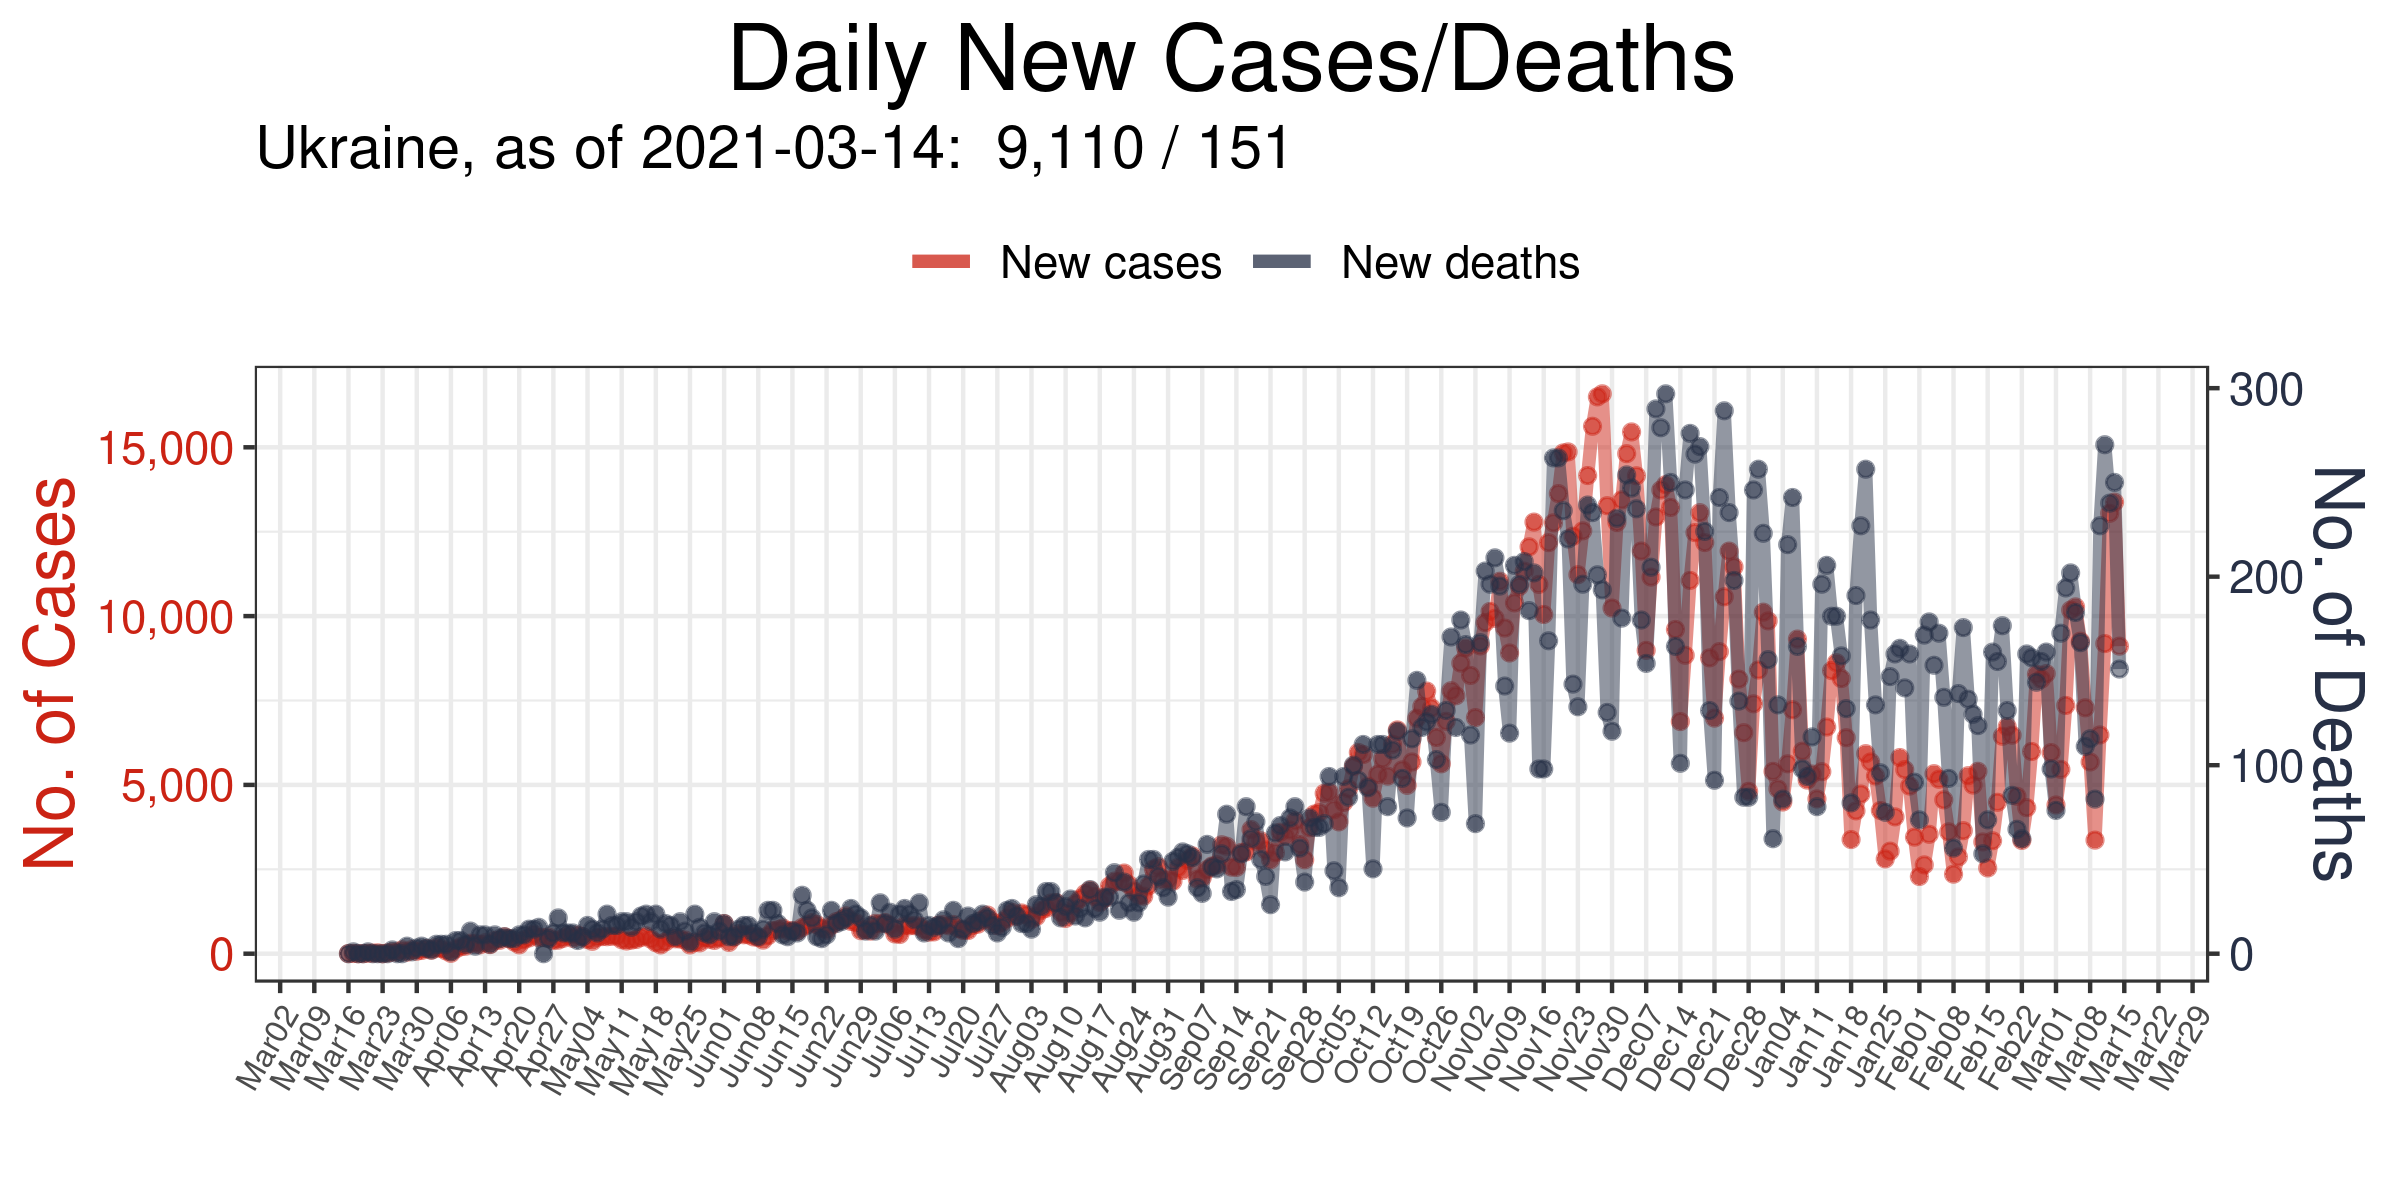 Daily New Cases/Deaths
Ukraine, as of 2021-03-14:  9,110 / 151
New cases
New deaths
No. of Cases
15,000
10,000
5,000
0
300
200
100
0
No. of Deaths
Mar02
Mar09
Mar16
Mar23
Mar30
Apr06
Apr13
Apr20
Apr27
May04
May11
May18
May25
Jun01
Jun08
Jun15
Jun22
Jun29
Jul06
Jul13
Jul20
Jul27
Aug03
Aug10
Aug17
Aug24
Aug31
Sep07
Sep14
Sep21
Sep28
Oct05
Oct12
Oct19
Oct26
Nov02
Nov09
Nov16
Nov23
Nov30
Dec07
Dec14
Dec21
Dec28
Jan04
Jan11
Jan18
Jan25
Feb01
Feb08
Feb15
Feb22
Mar01
Mar08
Mar15
Mar22
Mar29